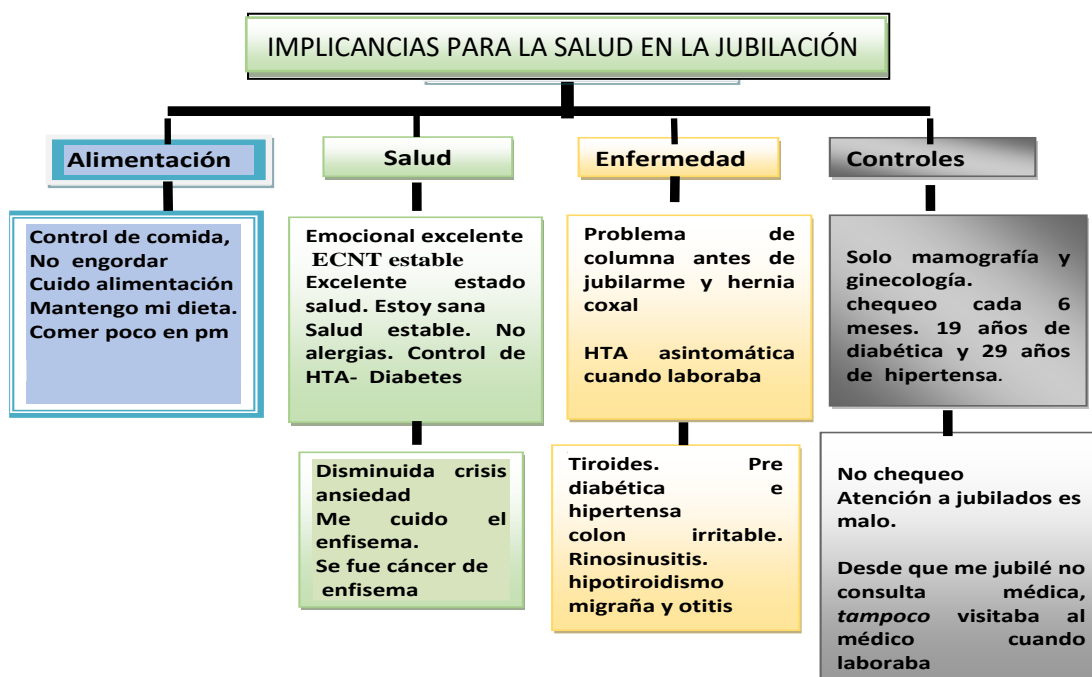 IMPLICANCIAS PARA LA SALUD EN LA JUBILACIÓN
Alimentación
Control de comida,
No engordar
Cuido alimentación
Mantengo mi dieta.
Comer poco en pm
Salud
Emocional excelente
ECNT estable
Excelente estado
salud. Estoy sana
Salud estable. No
alergias. Control de
HTA- Diabetes
Disminuida crisis
ansiedad
Me cuido el
enfisema.
Se fue cáncer de
enfisema
Enfermedad
Problema de
columna antes de
jubilarme y hernia
coxal
HTA asintomática
cuando laboraba
Tiroides. Pre
diabética e
hipertensa
colon irritable.
Rinosinusitis.
hipotiroidismo
migraña y otitis
Controles
Solo mamografía y
ginecología.
chequeo cada 6
meses. 19 años de
diabética y 29 años
de hipertensa.
No chequeo
Atención a jubilados es
malo.
Desde que me jubilé no
consulta médica,
tampoco visitaba al
médico cuando
laboraba